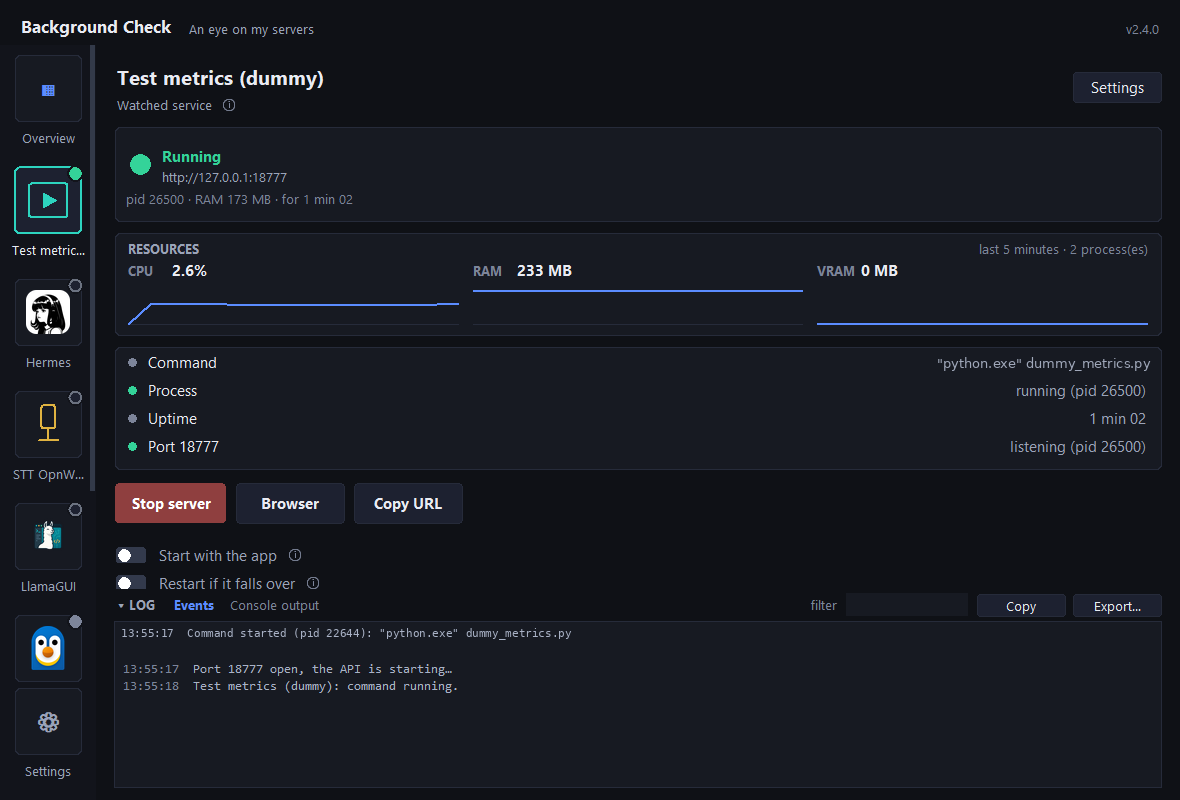 Background Check An eye on my servers v2.4.0
Overview
Test metric...
Hermes
STT OpnW...
LlamaGUI
Settings
Test metrics (dummy)
Watched service
Settings
Running
http://127.0.0.1:18777
pid 26500 · RAM 173 MB · for 1 min 02
RESOURCES last 5 minutes · 2 process(es)
CPU 2.6% RAM 233 MB VRAM 0 MB
Command "python.exe" dummy_metrics.py
Process running (pid 26500)
Uptime 1 min 02
Port 18777 listening (pid 26500)
Stop server Browser Copy URL
Start with the app
Restart if it falls over
LOG Events Console output filter Copy Export...
13:55:17 Command started (pid 22644): "python.exe" dummy_metrics.py
13:55:17 Port 18777 open, the API is starting…
13:55:18 Test metrics (dummy): command running.